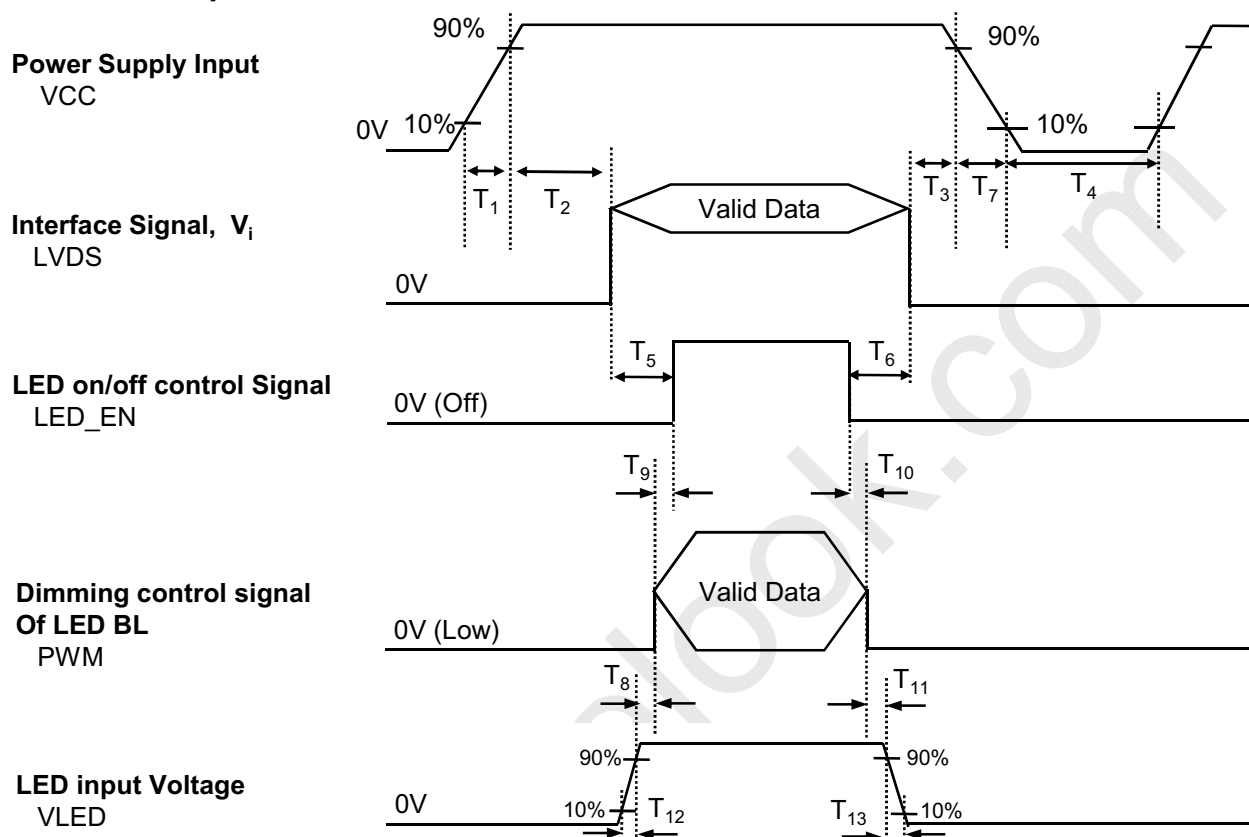 90%
90%
Power Supply Input
VCC
0V
10%
10%
T1
T2
T3
T7
T4
Valid Data
Interface Signal, Vi
LVDS
0V
T5
T6
LED on/off control Signal
LED_EN
0V (Off)
T9
T10
Dimming control signal
Of LED BL
PWM
Valid Data
0V (Low)
T8
T11
LED input Voltage
VLED
90%
90%
0V
10%
T12
T13
10%
look.com